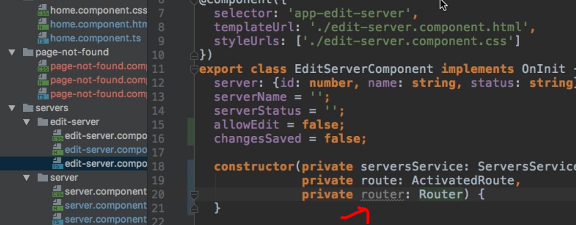 home.component.css
home.component.htm
home.component.ts
page-not-found
page-not-found.comp
page-not-found.comp
page-not-found.comp
servers
edit-server
edit-server.compo
edit-server.compo
edit-server.compo
server
server.component.
server.component.
server.component.
6 @Component({
7 selector: 'app-edit-server',
8 templateUrl: './edit-server.component.html',
9 styleUrls: ['./edit-server.component.css']
10 })
11 export class EditServerComponent implements OnInit {
12 server: {id: number, name: string, status: string}
13 serverName = '';
14 serverStatus = '';
15 allowEdit = false;
16 changesSaved = false;
17
18 constructor(private serversService: ServersService
19 private route: ActivatedRoute,
20 private router: Router) {
21 }
22